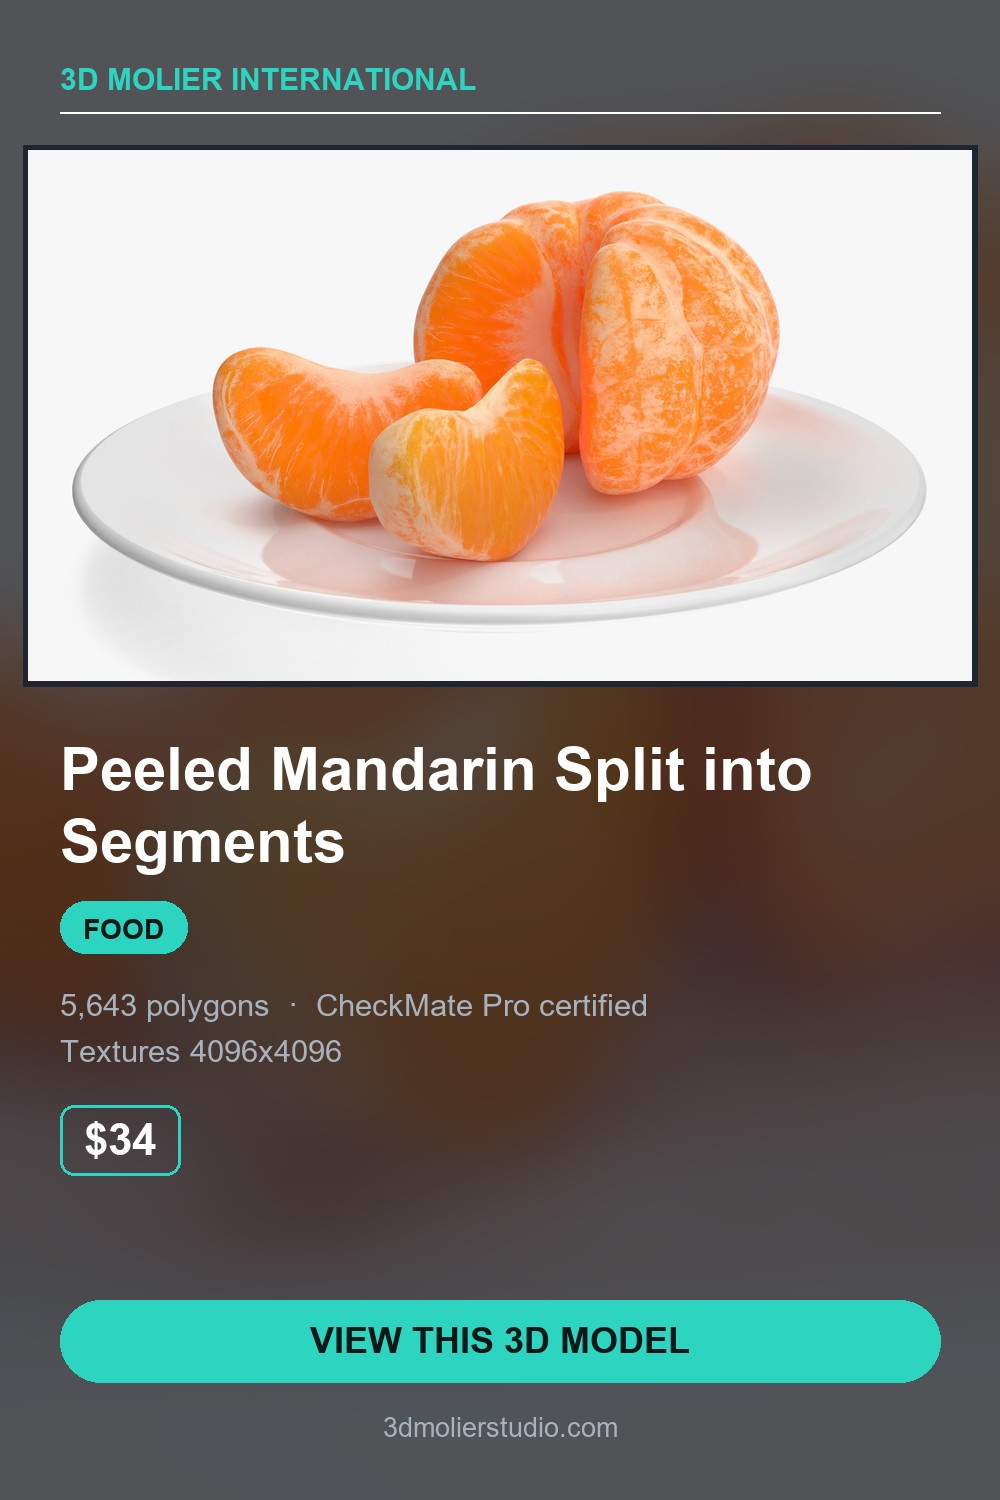 3D MOLIER INTERNATIONAL
Peeled Mandarin Split into
Segments
FOOD
5,643 polygons · CheckMate Pro certified
Textures 4096x4096
$34
VIEW THIS 3D MODEL
3dmolierstudio.com